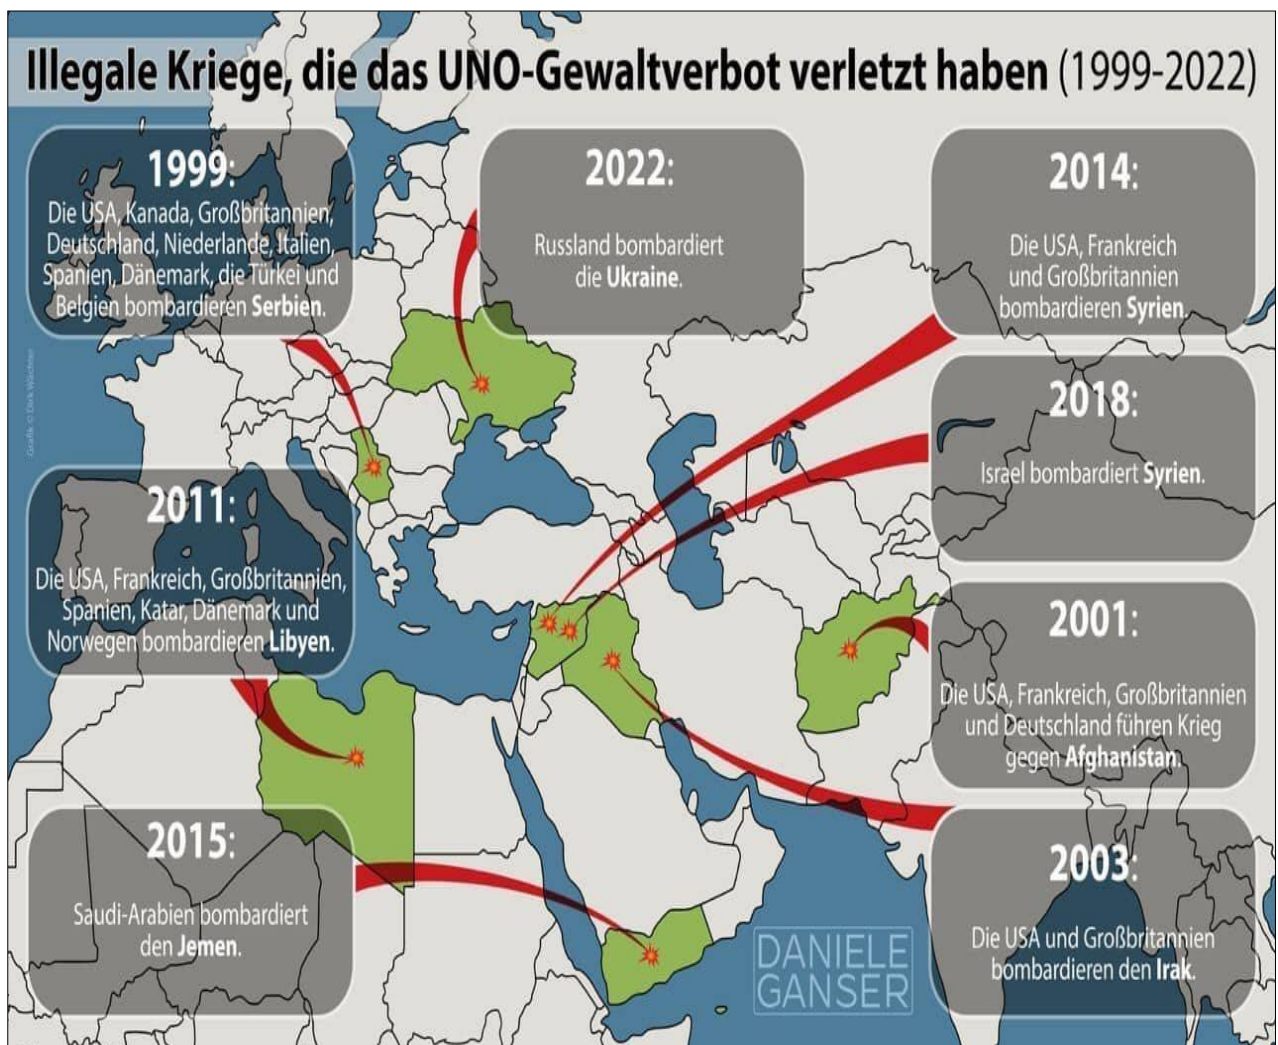 Illegale Kriege, die das UNO-Gewaltverbot verletzt haben (1999-2022)
1999:
Die USA, Kanada, Großbritannien,
Deutschland, Niederlande, Italien,
Spanien, Dänemark, die Türkei und
Belgien bombardieren Serbien.
2022:
Russland bombardiert
die Ukraine.
2014:
Die USA, Frankreich
und Großbritannien
bombardieren Syrien.
2018:
Israel bombardiert Syrien.
2011:
Die USA, Frankreich, Großbritannien,
Spanien, Katar, Dänemark und
Norwegen bombardieren Libyen.
2001:
Die USA, Frankreich, Großbritannien
und Deutschland führen Krieg
gegen Afghanistan.
2015:
Saudi-Arabien bombardiert
den Jemen.
2003:
Die USA und Großbritannien
bombardieren den Irak.
DANIELE
GANSER
Grafik: © Dirk Wächter